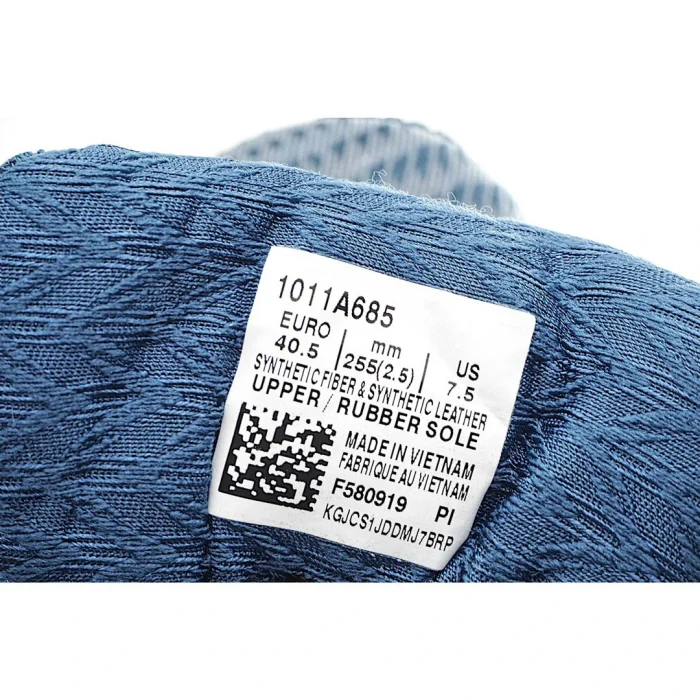 1011A685
EURO | mm | US
40.5 | 255(2.5) | 7.5
SYNTHETIC FIBER & SYNTHETIC LEATHER
UPPER / RUBBER SOLE
MADE IN VIETNAM
FABRIQUE AU VIETNAM
F580919 PI
KGJCS1JDDMJ7BRP